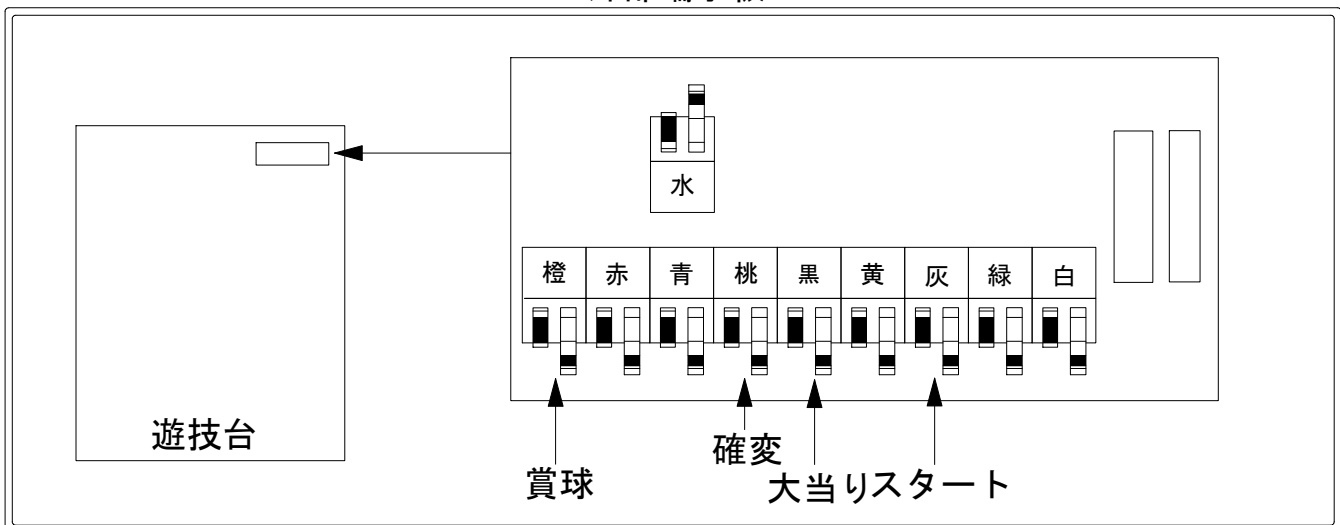 水
橙 赤 青 桃 黒 黄 灰 緑 白
遊技台
賞球
確変
大当り
スタート